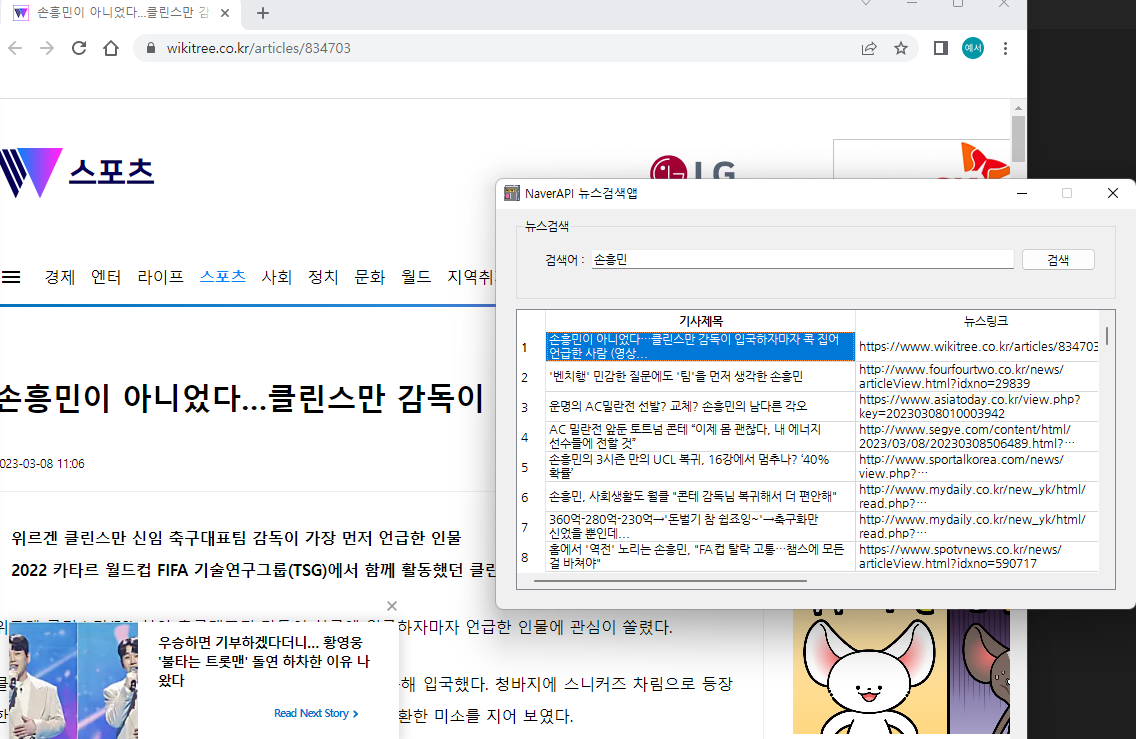 손흥민이 아니었다...클린스만 감
wikitree.co.kr/articles/834703
예서
스포츠
LG
경제 엔터 라이프 스포츠 사회 정치 문화 월드 지역취
손흥민이 아니었다...클린스만 감독이
023-03-08 11:06
위르겐 클린스만 신임 축구대표팀 감독이 가장 먼저 언급한 인물
2022 카타르 월드컵 FIFA 기술연구그룹(TSG)에서 함께 활동했던 클린
하자마자 언급한 인물에 관심이 쏠렸다.
해 입국했다. 청바지에 스니커즈 차림으로 등장
환한 미소를 지어 보였다.
우승하면 기부하겠다더니... 황영웅
'불타는 트롯맨' 돌연 하차한 이유 나
왔다
Read Next Story
NaverAPI 뉴스검색앱
뉴스검색
검색어 : 손흥민 검색
기사제목 뉴스링크
1 손흥민이 아니었다…클린스만 감독이 입국하자마자 콕 집어
언급한 사람 (영상... https://www.wikitree.co.kr/articles/834703
2 '벤치행' 민감한 질문에도 '팀'을 먼저 생각한 손흥민 http://www.fourfourtwo.co.kr/news/
articleView.html?idxno=29839
3 운명의 AC밀란전 선발? 교체? 손흥민의 남다른 각오 https://www.asiatoday.co.kr/view.php?
key=20230308010003942
4 AC 밀란전 앞둔 토트넘 콘테 “이제 몸 괜찮다, 내 에너지
선수들에 전할 것” http://www.segye.com/content/html/
2023/03/08/20230308506489.html?…
5 손흥민의 3시즌 만의 UCL 복귀, 16강에서 멈추나? ‘40%
확률’ http://www.sportalkorea.com/news/
view.php?…
6 손흥민, 사회생활도 월클 "콘테 감독님 복귀해서 더 편안해" http://www.mydaily.co.kr/new_yk/html/
read.php?…
7 360억-280억-230억→'돈벌기 참 쉽죠잉~'→축구화만
신었을 뿐인데... http://www.mydaily.co.kr/new_yk/html/
read.php?…
8 홈에서 '역전' 노리는 손흥민, "FA컵 탈락 고통…챔스에 모든
걸 바쳐야" https://www.spotvnews.co.kr/news/
articleView.html?idxno=590717